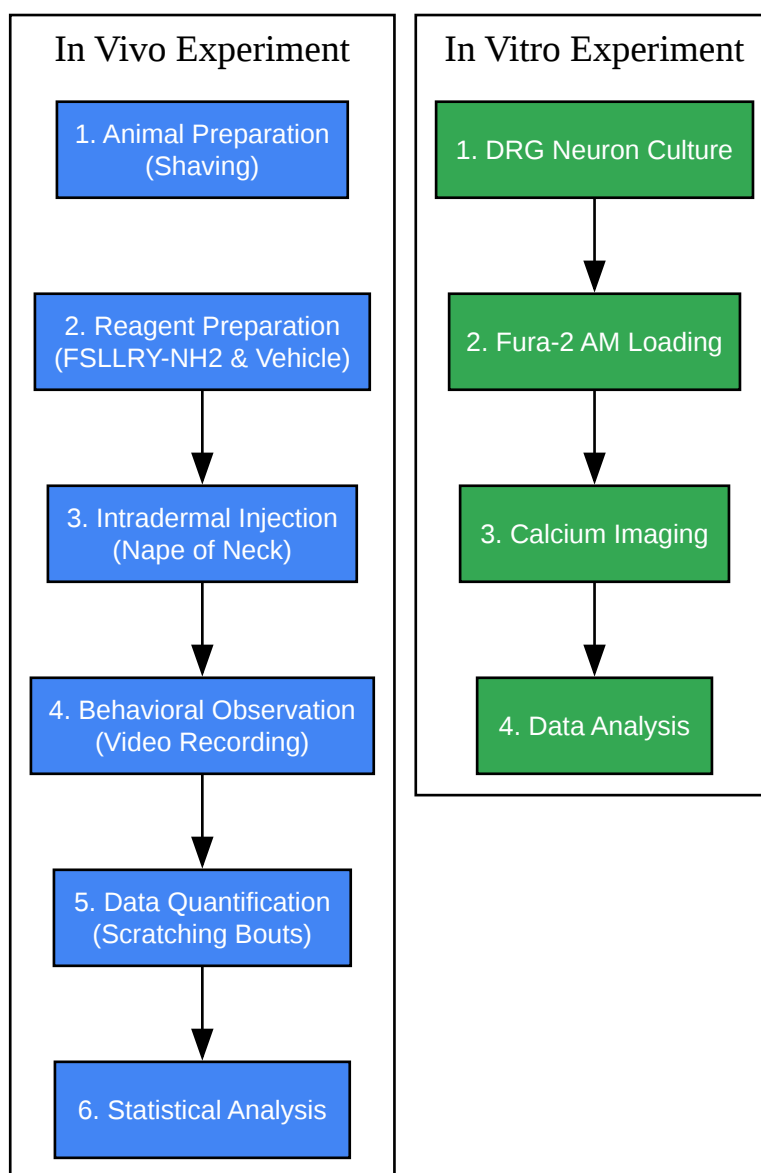 In Vivo Experiment
1. Animal Preparation
(Shaving)
2. Reagent Preparation
(FSLLRY-NH2 & Vehicle)
3. Intradermal Injection
(Nape of Neck)
4. Behavioral Observation
(Video Recording)
5. Data Quantification
(Scratching Bouts)
6. Statistical Analysis
In Vitro Experiment
1. DRG Neuron Culture
2. Fura-2 AM Loading
3. Calcium Imaging
4. Data Analysis